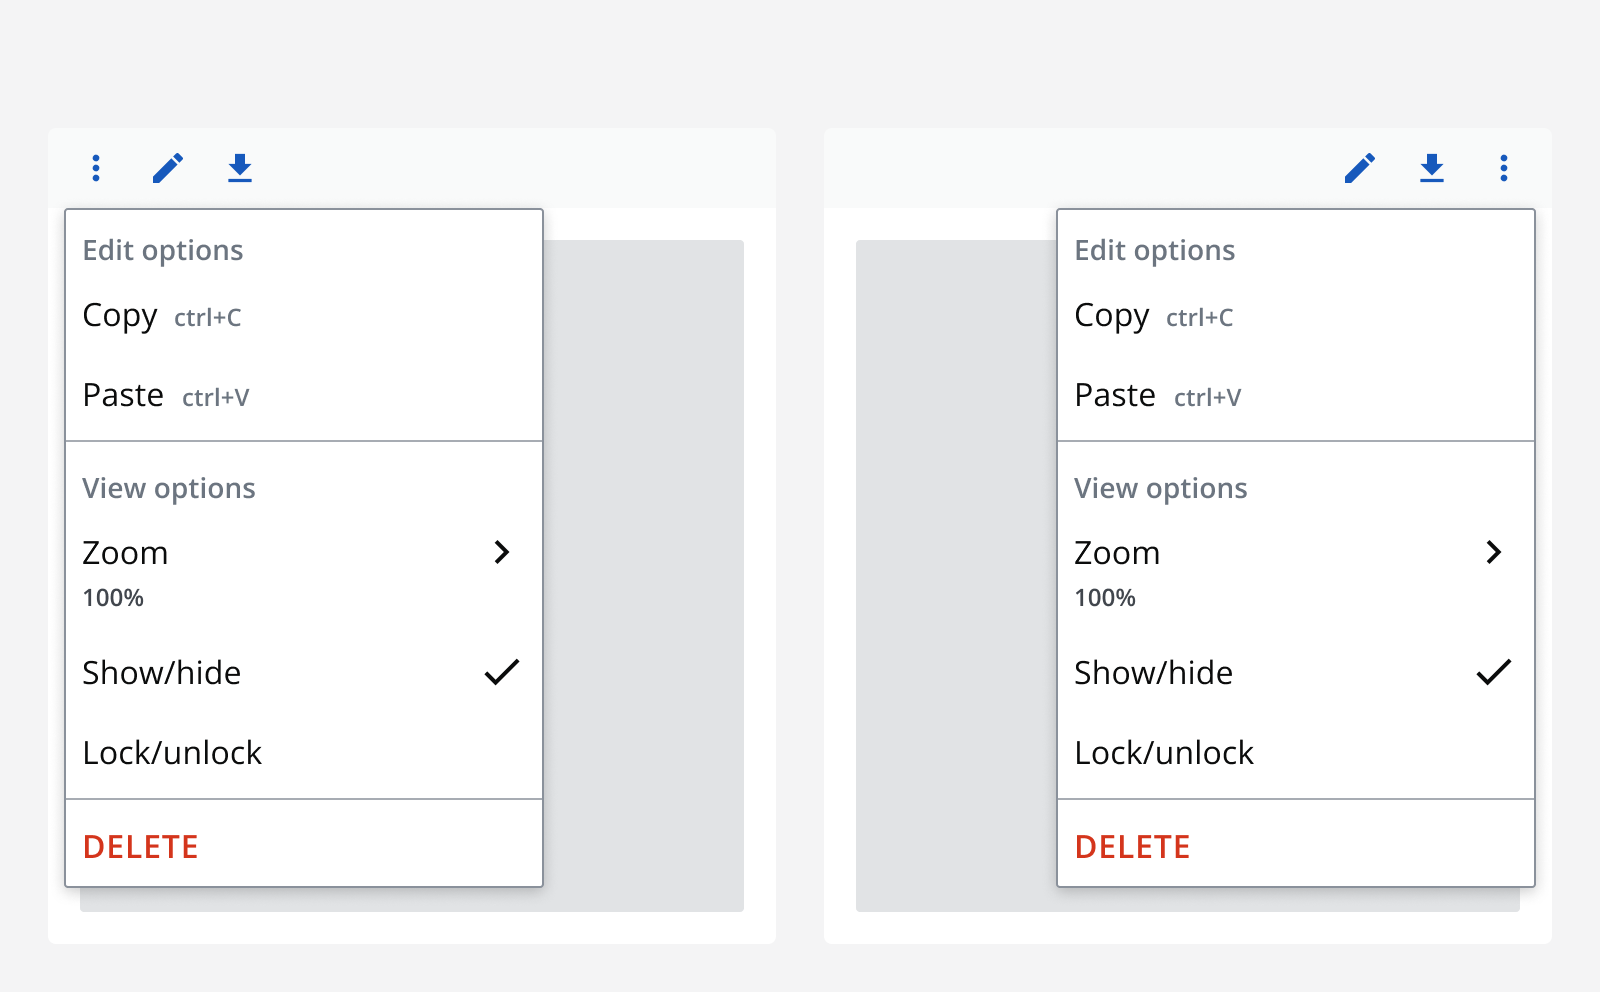 Edit options
Copy ctrl+C
Paste ctrl+V
View options
Zoom
100%
Show/hide
Lock/unlock
DELETE
Edit options
Copy ctrl+C
Paste ctrl+V
View options
Zoom
100%
Show/hide
Lock/unlock
DELETE